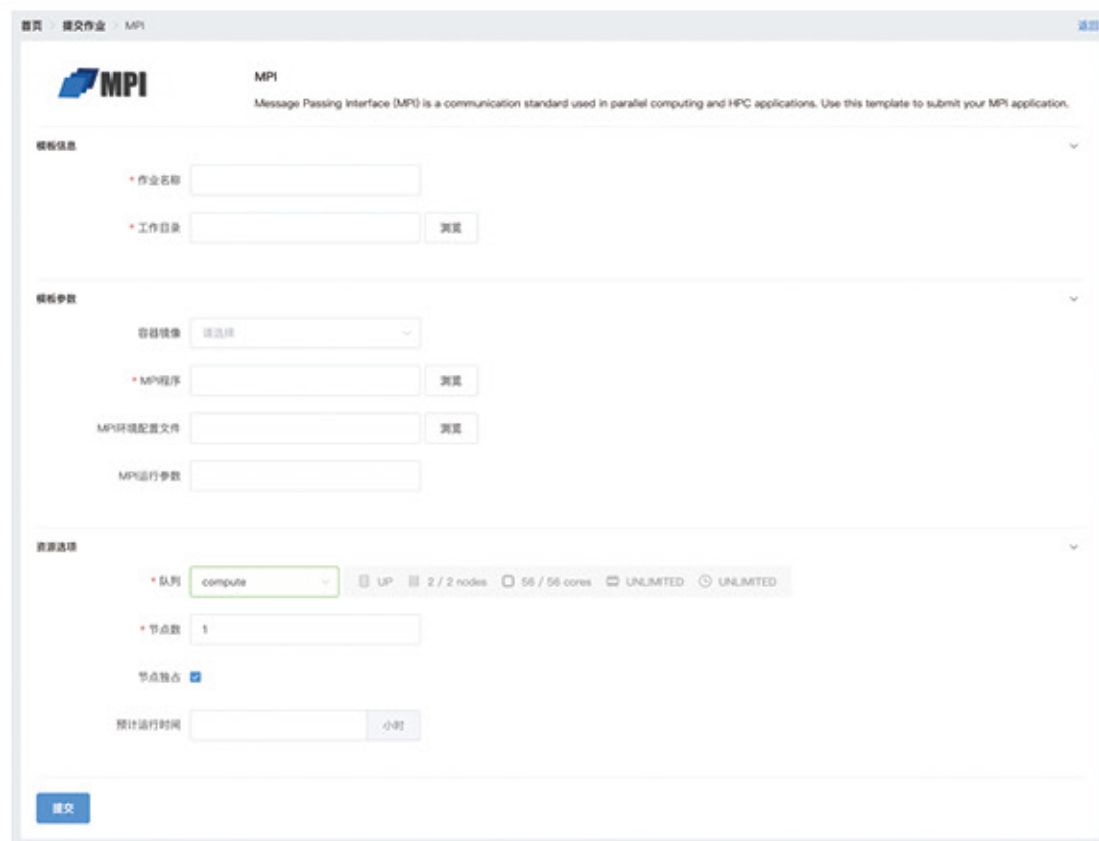 首页 > 提交作业 > MPI 返回
MPI
MPI
Message Passing Interface (MPI) is a communication standard used in parallel computing and HPC applications. Use this template to submit your MPI application.
模板信息
* 作业名称
* 工作目录 浏览
模板参数
容器镜像 请选择
* MPI程序 浏览
MPI环境配置文件 浏览
MPI运行参数
资源选项
* 队列 compute UP 2 / 2 nodes 56 / 56 cores UNLIMITED UNLIMITED
* 节点数 1
节点独占
预计运行时间 小时
提交